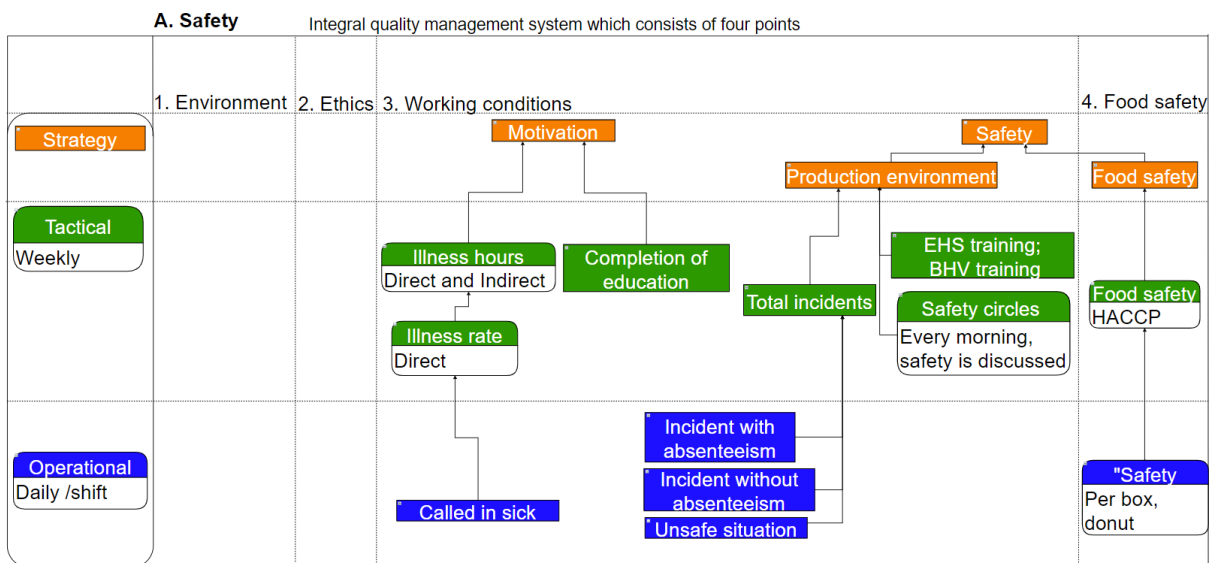 A. Safety
Integral quality management system which consists of four points
1. Environment
2. Ethics
3. Working conditions
4. Food safety
Strategy
Motivation
Safety
Production environment
Food safety
Tactical
Weekly
Illness hours
Direct and Indirect
Completion of
education
EHS training;
BHV training
Total incidents
Safety circles
Every morning,
safety is discussed
Food safety
HACCP
Illness rate
Direct
Operational
Daily /shift
Called in sick
Incident with
absenteeism
Incident without
absenteeism
Unsafe situation
"Safety
Per box,
donut